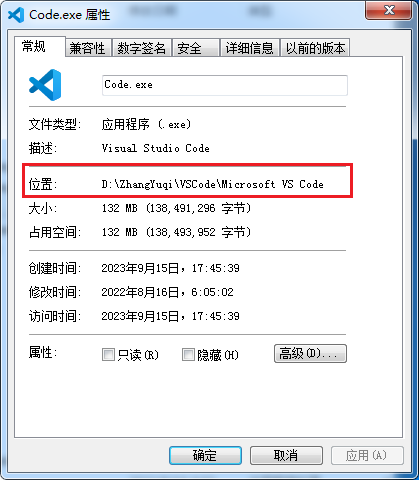 Code.exe 属性
常规 兼容性 数字签名 安全 详细信息 以前的版本
Code.exe
文件类型: 应用程序 (.exe)
描述: Visual Studio Code
位置: D:\ZhangYuqi\VSCode\Microsoft VS Code
大小: 132 MB (138,491,296 字节)
占用空间: 132 MB (138,493,952 字节)
创建时间: 2023年9月15日，17:45:39
修改时间: 2022年8月16日，6:05:02
访问时间: 2023年9月15日，17:45:39
属性: 只读(R) 隐藏(H) 高级(D)...
确定 取消 应用(A)